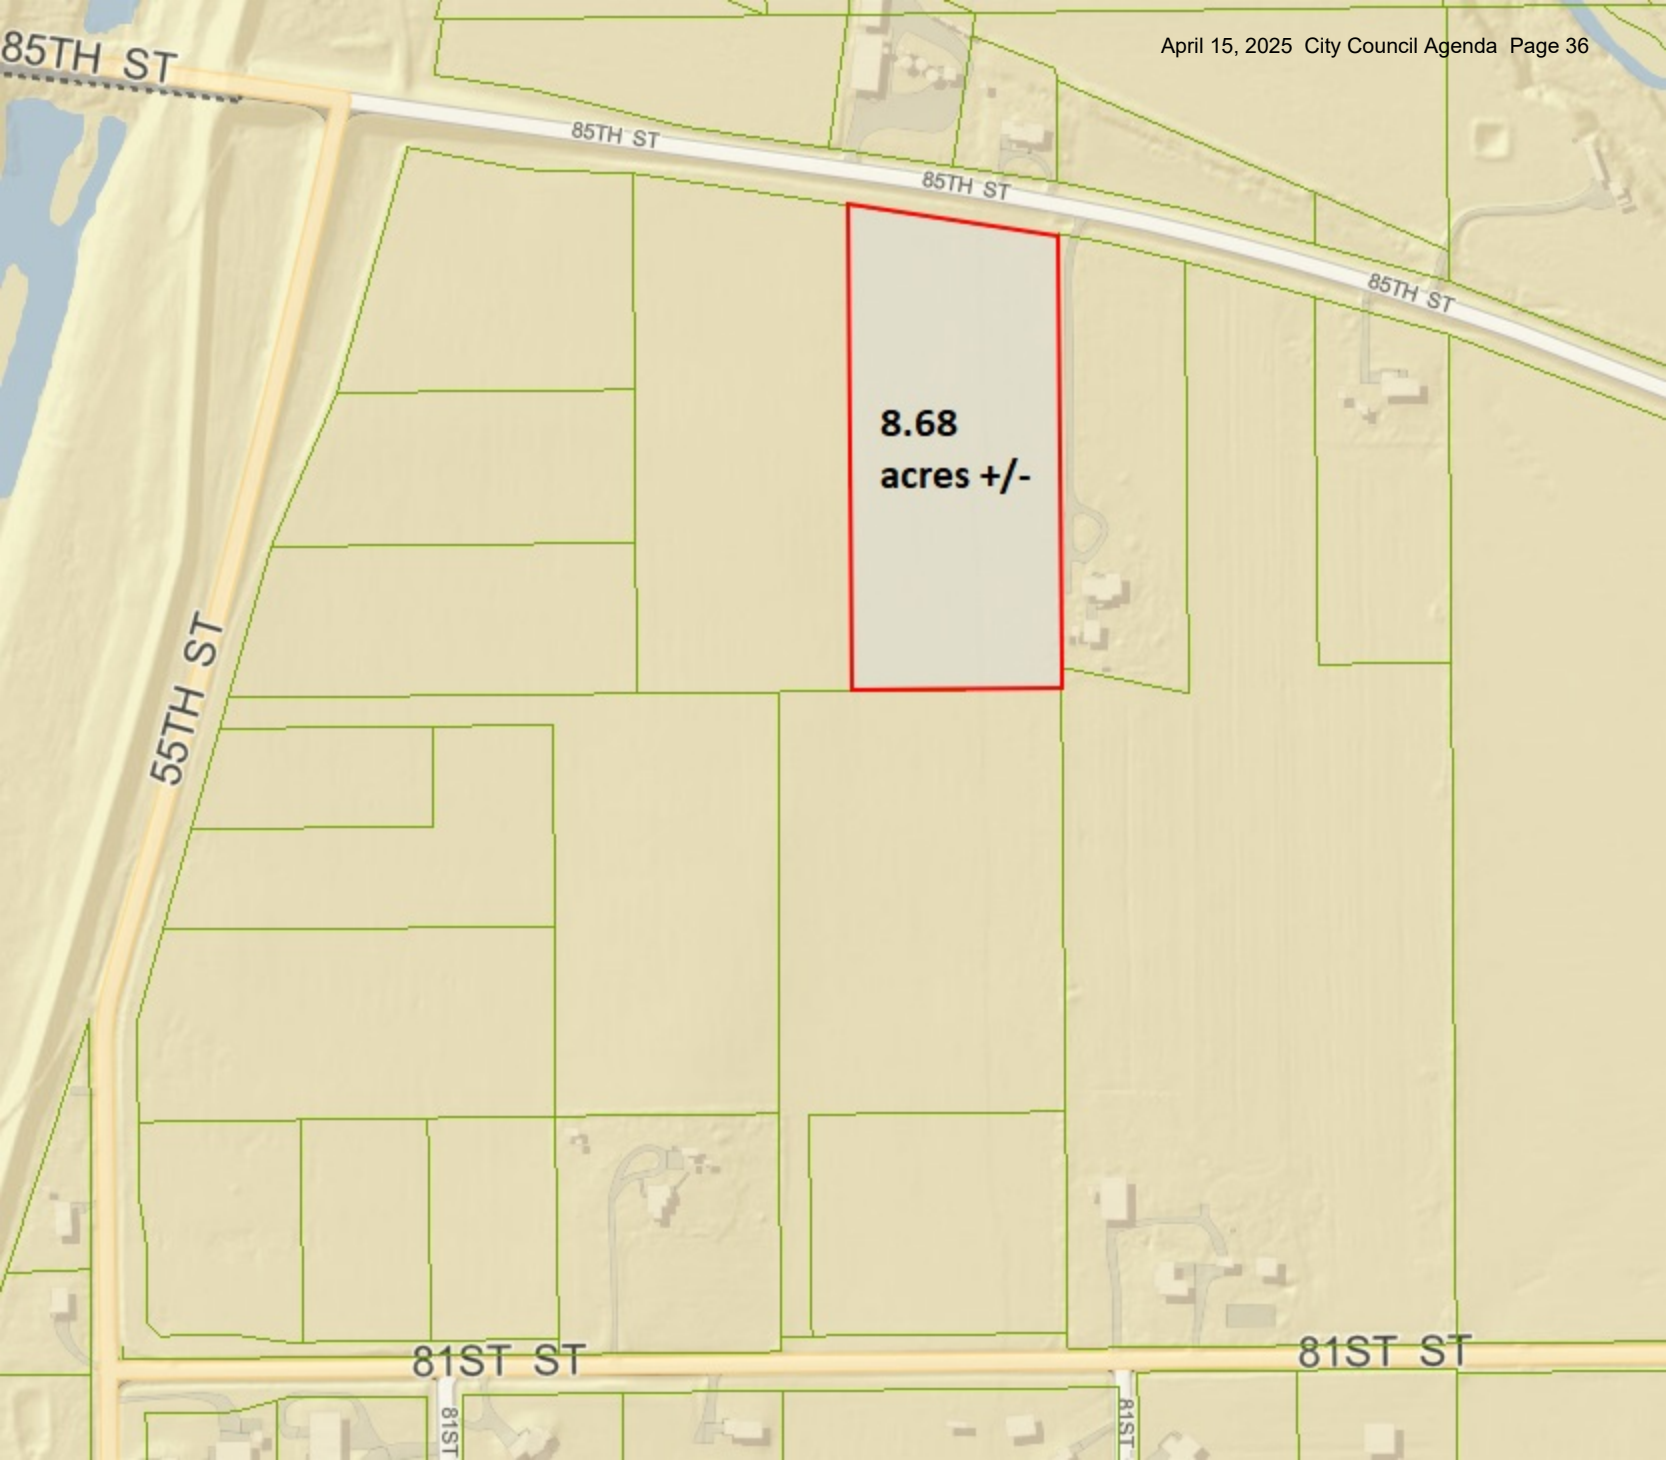 April 15, 2025 City Council Agenda Page 36
85TH ST
85TH ST
85TH ST
85TH ST
8.68
acres +/-
55TH ST
81ST ST
81ST ST
81ST
81ST